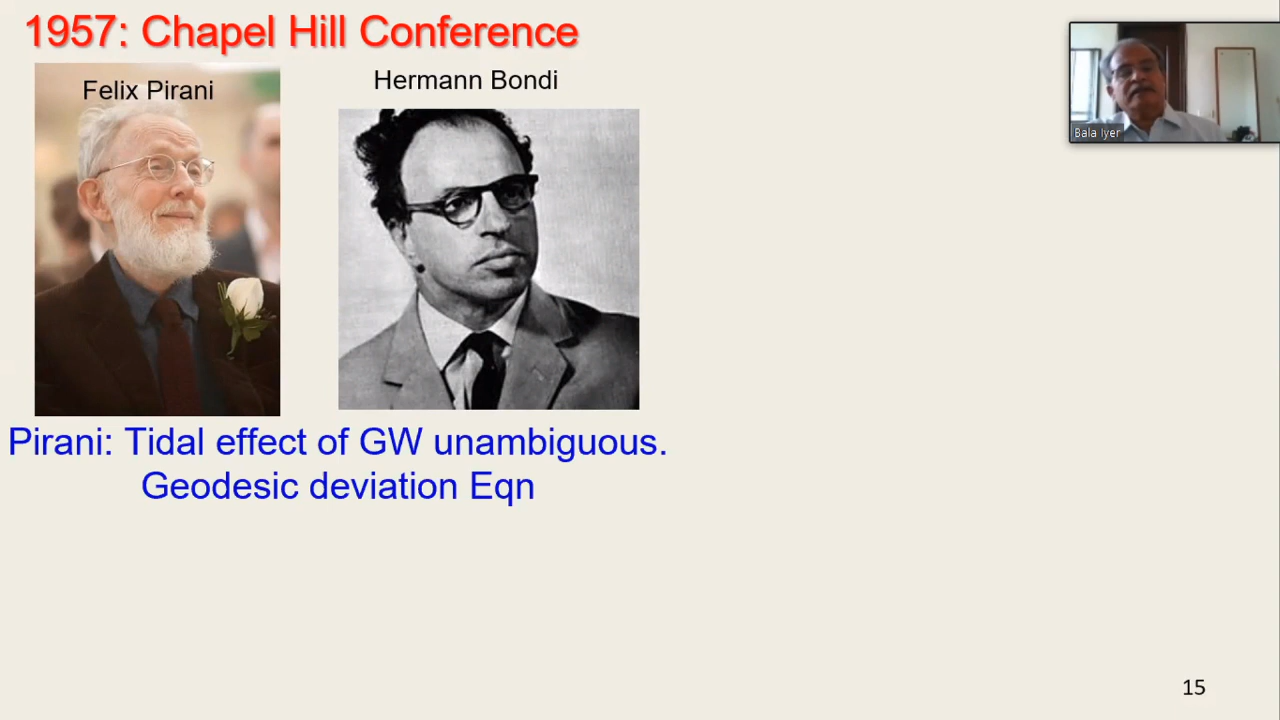 1957: Chapel Hill Conference
Felix Pirani
Hermann Bondi
Bala Iyer
Pirani: Tidal effect of GW unambiguous.
Geodesic deviation Eqn
15